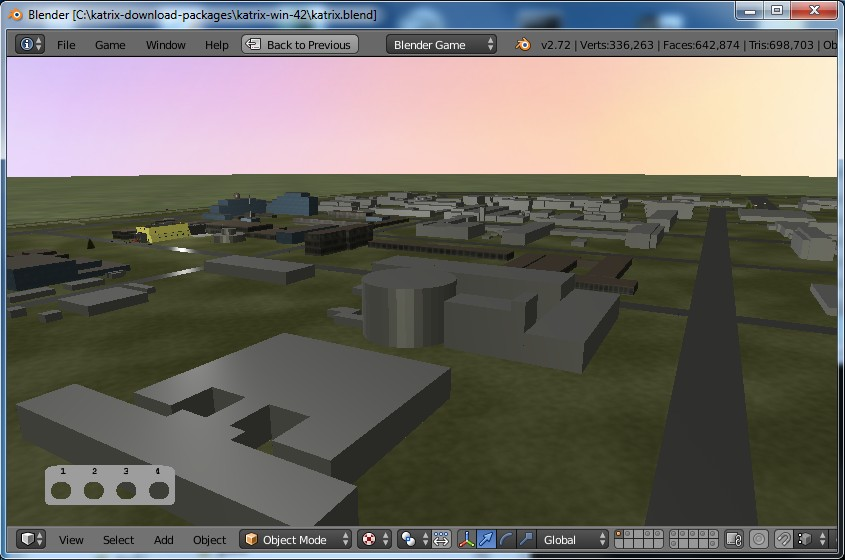 Blender [C:\katrix-download-packages\katrix-win-42\katrix.blend]
File Game Window Help Back to Previous Blender Game v2.72 | Verts:336,263 | Faces:642,874 | Tris:698,703 | Ob
1 2 3 4
View Select Add Object Object Mode Global